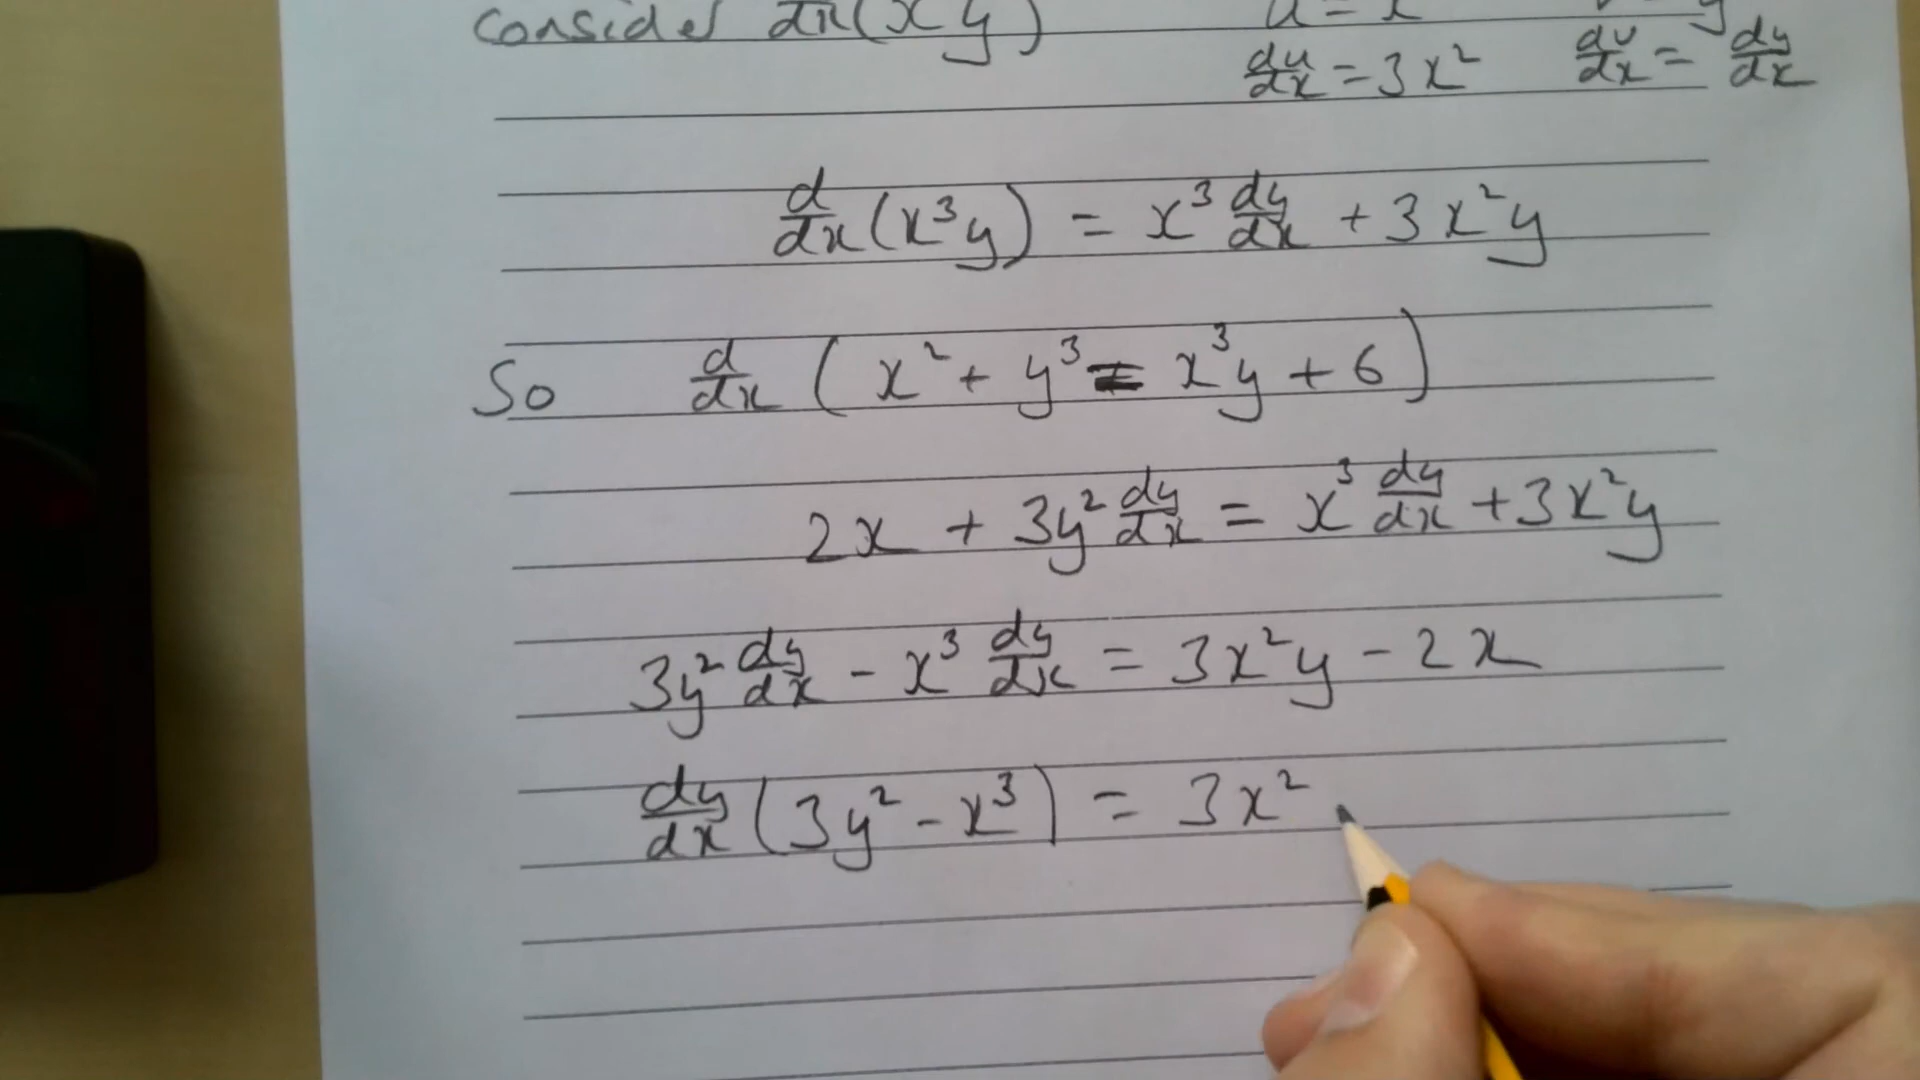 Consider d/dx(x³y) u = x³ v = y
du/dx = 3x² dv/dx = dy/dx
d/dx(x³y) = x³ dy/dx + 3x²y
So d/dx (x² + y³ = x³y + 6)
2x + 3y² dy/dx = x³ dy/dx + 3x²y
3y² dy/dx - x³ dy/dx = 3x²y - 2x
dy/dx (3y² - x³) = 3x²